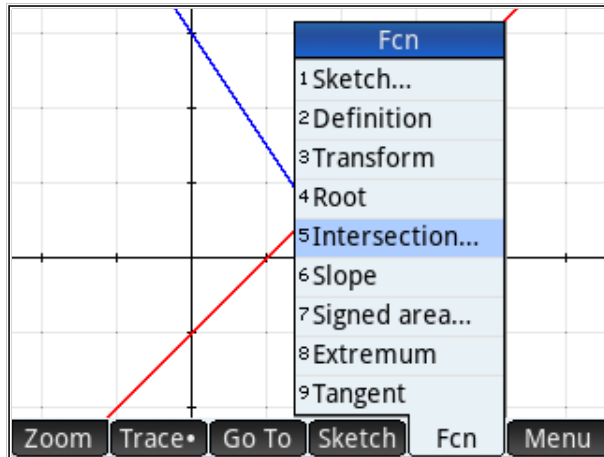 Fcn
1 Sketch...
2 Definition
3 Transform
4 Root
5 Intersection...
6 Slope
7 Signed area...
8 Extremum
9 Tangent
Zoom Trace• Go To Sketch Fcn Menu